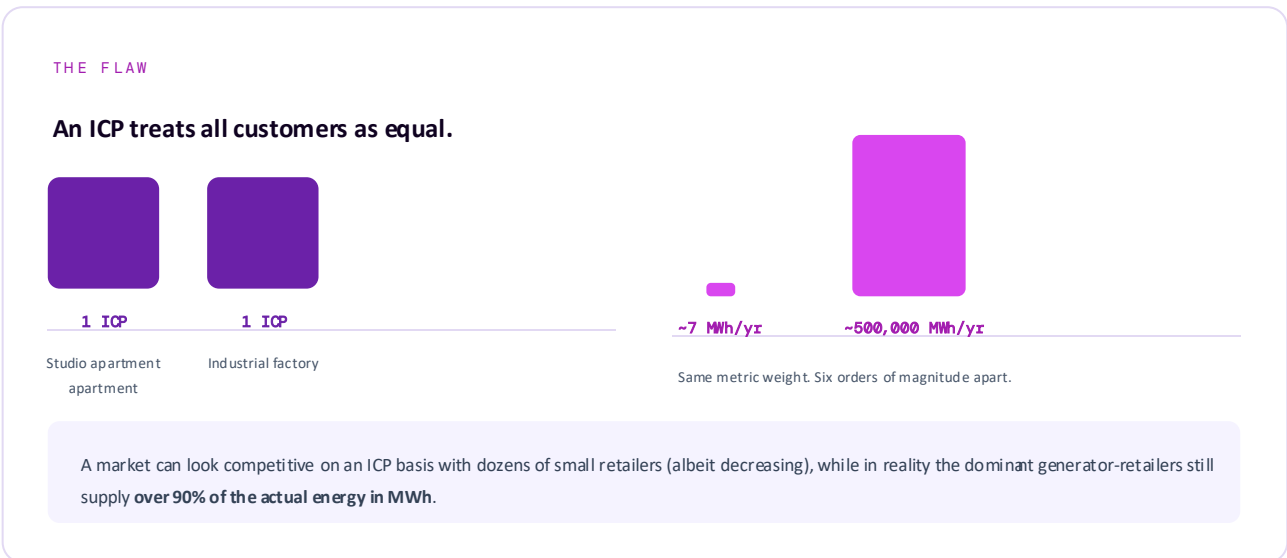 THE FLAW
An ICP treats all customers as equal.
1 ICP
1 ICP
Studio apartment
apartment
Industrial factory
~7 MWh/yr
~500,000 MWh/yr
Same metric weight. Six orders of magnitude apart.
A market can look competitive on an ICP basis with dozens of small retailers (albeit decreasing), while in reality the dominant generator-retailers still
supply over 90% of the actual energy in MWh.